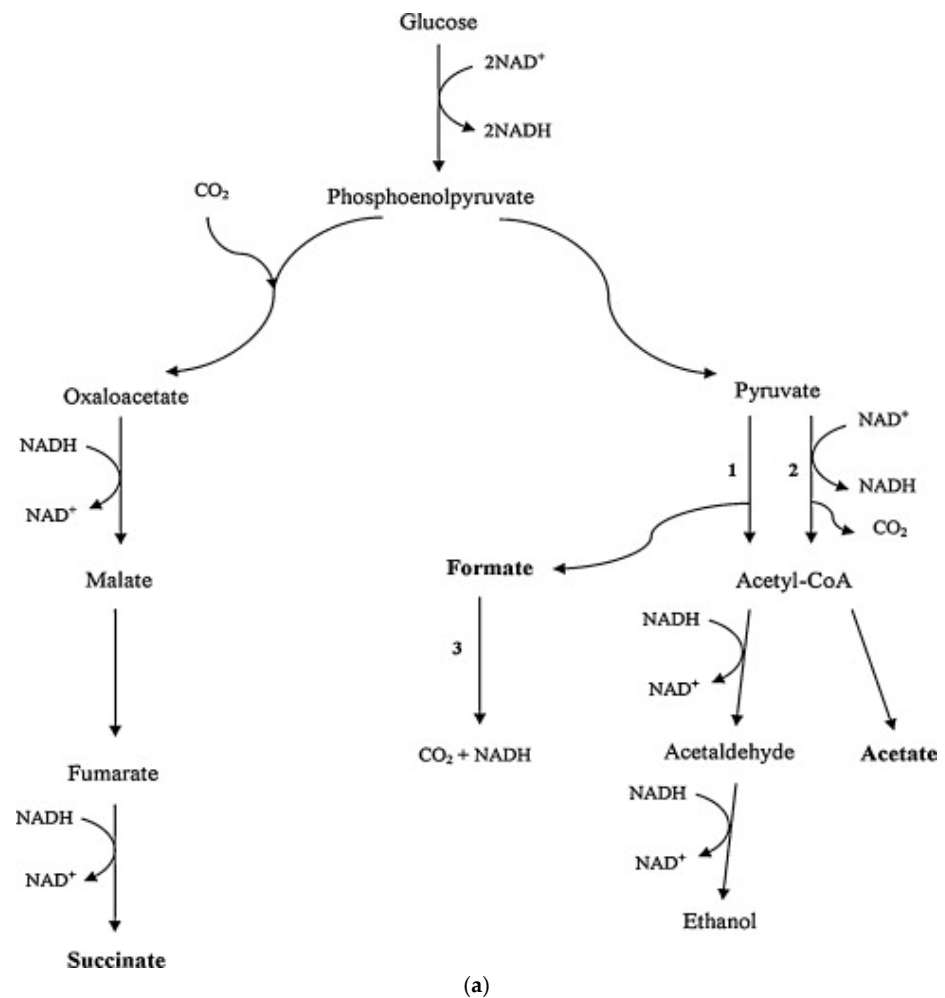 Glucose
2NAD⁺
2NADH
CO₂
Phosphoenolpyruvate
Oxaloacetate
Pyruvate
NADH
NAD⁺
1
2
NAD⁺
NADH
CO₂
Malate
Formate
Acetyl-CoA
NADH
NAD⁺
3
CO₂ + NADH
Acetaldehyde
Acetate
Fumarate
NADH
NAD⁺
NADH
NAD⁺
Ethanol
Succinate
(a)